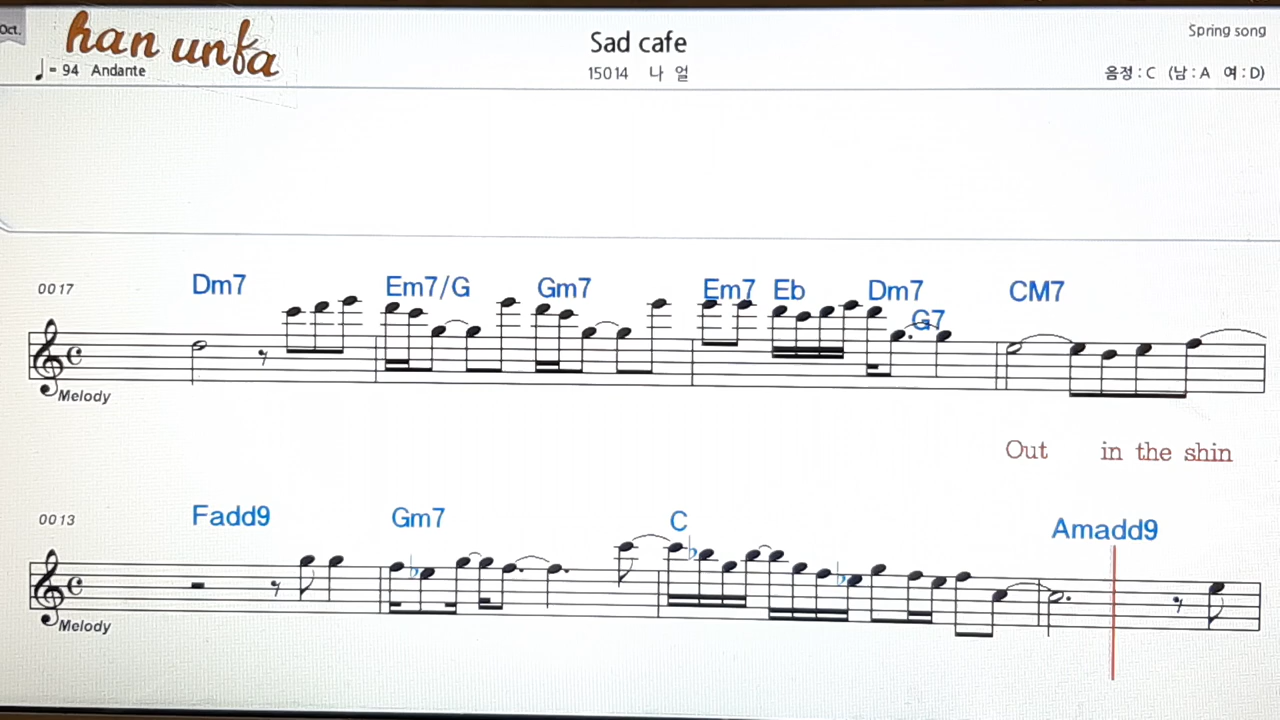 Oct.
han unfa
Sad cafe
Spring song
♩= 94 Andante
15014 나 얼
음정 : C (남 : A 여 : D)
0017
Dm7 Em7/G Gm7 Em7 Eb Dm7 G7 CM7
Melody
Out in the shin
0013
Fadd9 Gm7 C Amadd9
Melody